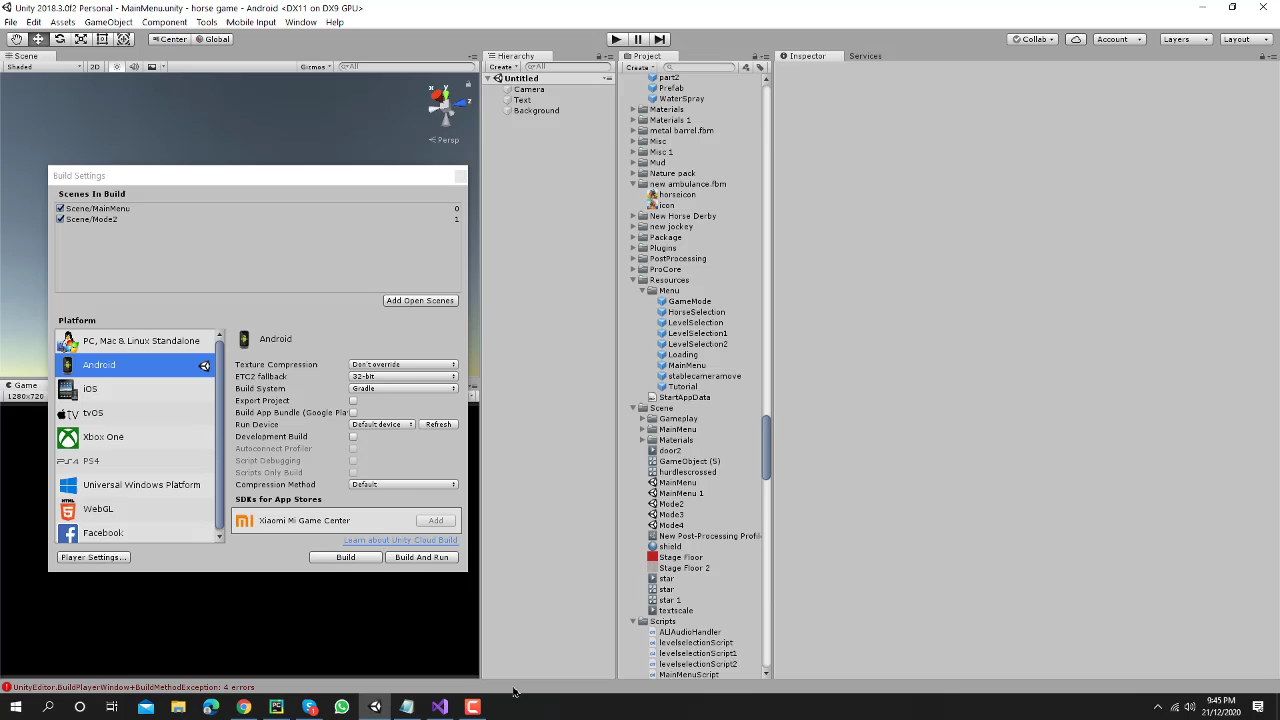 Unity 2018.3.0f2 Personal - MainMenu.unity - horse game - Android <DX11 on DX9 GPU>
File Edit Assets GameObject Component Tools Mobile Input Window Help
Center Global Collab Account Layers Layout
Scene Hierarchy Project Inspector Services
Shaded 2D Gizmos All Create All Create
Untitled
Camera
Text
Background
y
x
z
Persp
Build Settings
Scenes In Build
Scene/MainMenu 0
Scene/Mode2 1
Add Open Scenes
Platform
PC, Mac & Linux Standalone
Android
iOS
tv tvOS
Xbox One
PS4
Universal Windows Platform
HTML
WebGL
Facebook
Player Settings...
Android
Texture Compression Don't override
ETC2 fallback 32-bit
Build System Gradle
Export Project
Build App Bundle (Google Pla
Run Device Default device Refresh
Development Build
Autoconnect Profiler
Script Debugging
Scripts Only Build
Compression Method Default
SDKs for App Stores
Xiaomi Mi Game Center Add
Learn about Unity Cloud Build
Build Build And Run
Game
1280x720
part2
Prefab
WaterSpray
Materials
Materials 1
metal barrel.fbm
Misc
Misc 1
Mud
Nature pack
new ambulance.fbm
horseicon
icon
New Horse Derby
new jockey
Package
Plugins
PostProcessing
ProCore
Resources
Menu
GameMode
HorseSelection
LevelSelection
LevelSelection1
LevelSelection2
Loading
MainMenu
stablecameramove
Tutorial
StartAppData
Scene
Gameplay
MainMenu
Materials
door2
GameObject (5)
hurdlescrossed
MainMenu
MainMenu 1
Mode2
Mode3
Mode4
New Post-Processing Profil
shield
Stage Floor
Stage Floor 2
star
star
star 1
textscale
Scripts
ALIAudioHandler
levelselectionScript
levelselectionScript1
levelselectionScript2
MainMenuScript
UnityEditor.BuildPlayerWindow+BuildMethodException: 4 errors
9:45 PM
21/12/2020